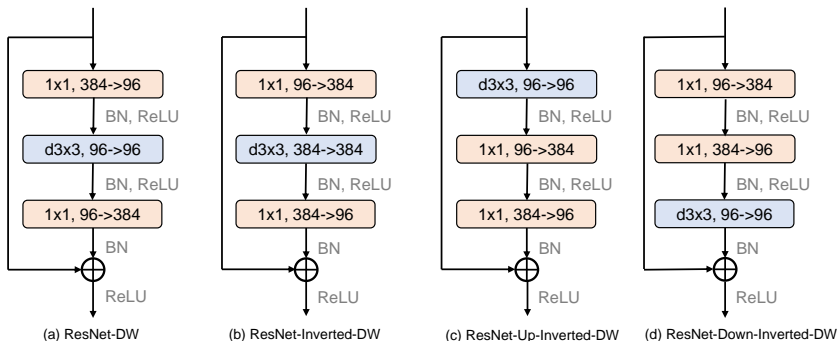 1x1, 384->96
BN, ReLU
d3x3, 96->96
BN, ReLU
1x1, 96->384
BN
ReLU
(a) ResNet-DW
1x1, 96->384
BN, ReLU
d3x3, 384->384
BN, ReLU
1x1, 384->96
BN
ReLU
(b) ResNet-Inverted-DW
d3x3, 96->96
BN, ReLU
1x1, 96->384
BN, ReLU
1x1, 384->96
BN
ReLU
(c) ResNet-Up-Inverted-DW
1x1, 96->384
BN, ReLU
1x1, 384->96
BN, ReLU
d3x3, 96->96
BN
ReLU
(d) ResNet-Down-Inverted-DW